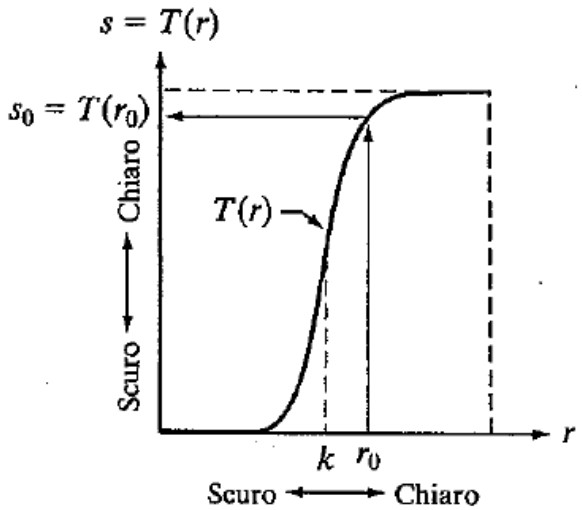 s = T(r)
s₀ = T(r₀)
Chiaro
T(r)
Scuro
r
k
r₀
Scuro
Chiaro